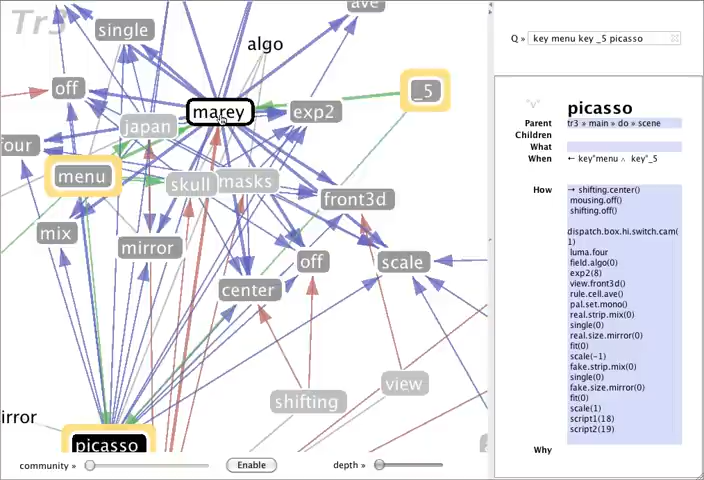 Tr3
single
ave
algo
off
marey
_5
exp2
japan
four
menu
skull
masks
front3d
mix
mirror
off
scale
center
view
shifting
irror
picasso
community »
Enable
depth »
Q » key menu key _5 picasso
"v"
picasso
Parent tr3 » main » do » scene
Children
What
When ← key"menu ∧ key"_5
How → shifting.center()
mousing.off()
shifting.off()
dispatch.box.hi.switch.cam(
1)
luma.four
field.algo(0)
exp2(8)
view.front3d()
rule.cell.ave()
pal.set.mono()
real.strip.mix(0)
single(0)
real.size.mirror(0)
fit(0)
scale(-1)
fake.strip.mix(0)
single(0)
fake.size.mirror(0)
fit(0)
scale(1)
script1(18)
script2(19)
Why